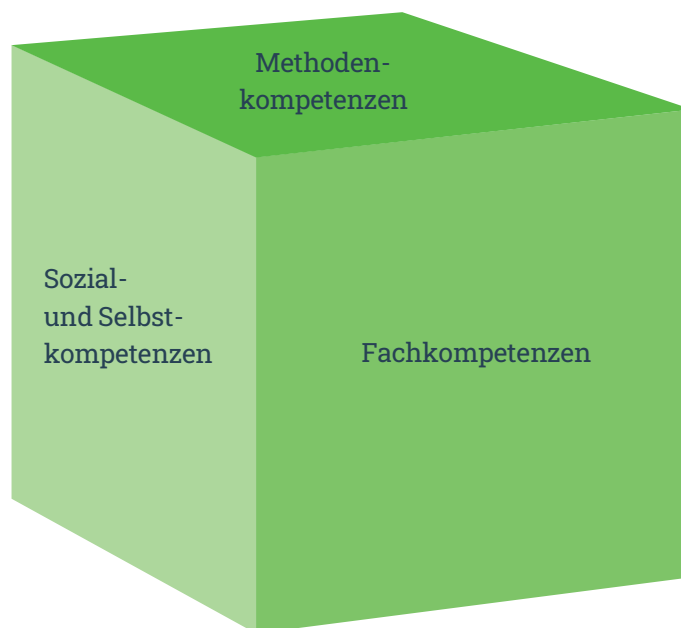 Methoden-
kompetenzen
Sozial-
und Selbst-
kompetenzen
Fachkompetenzen